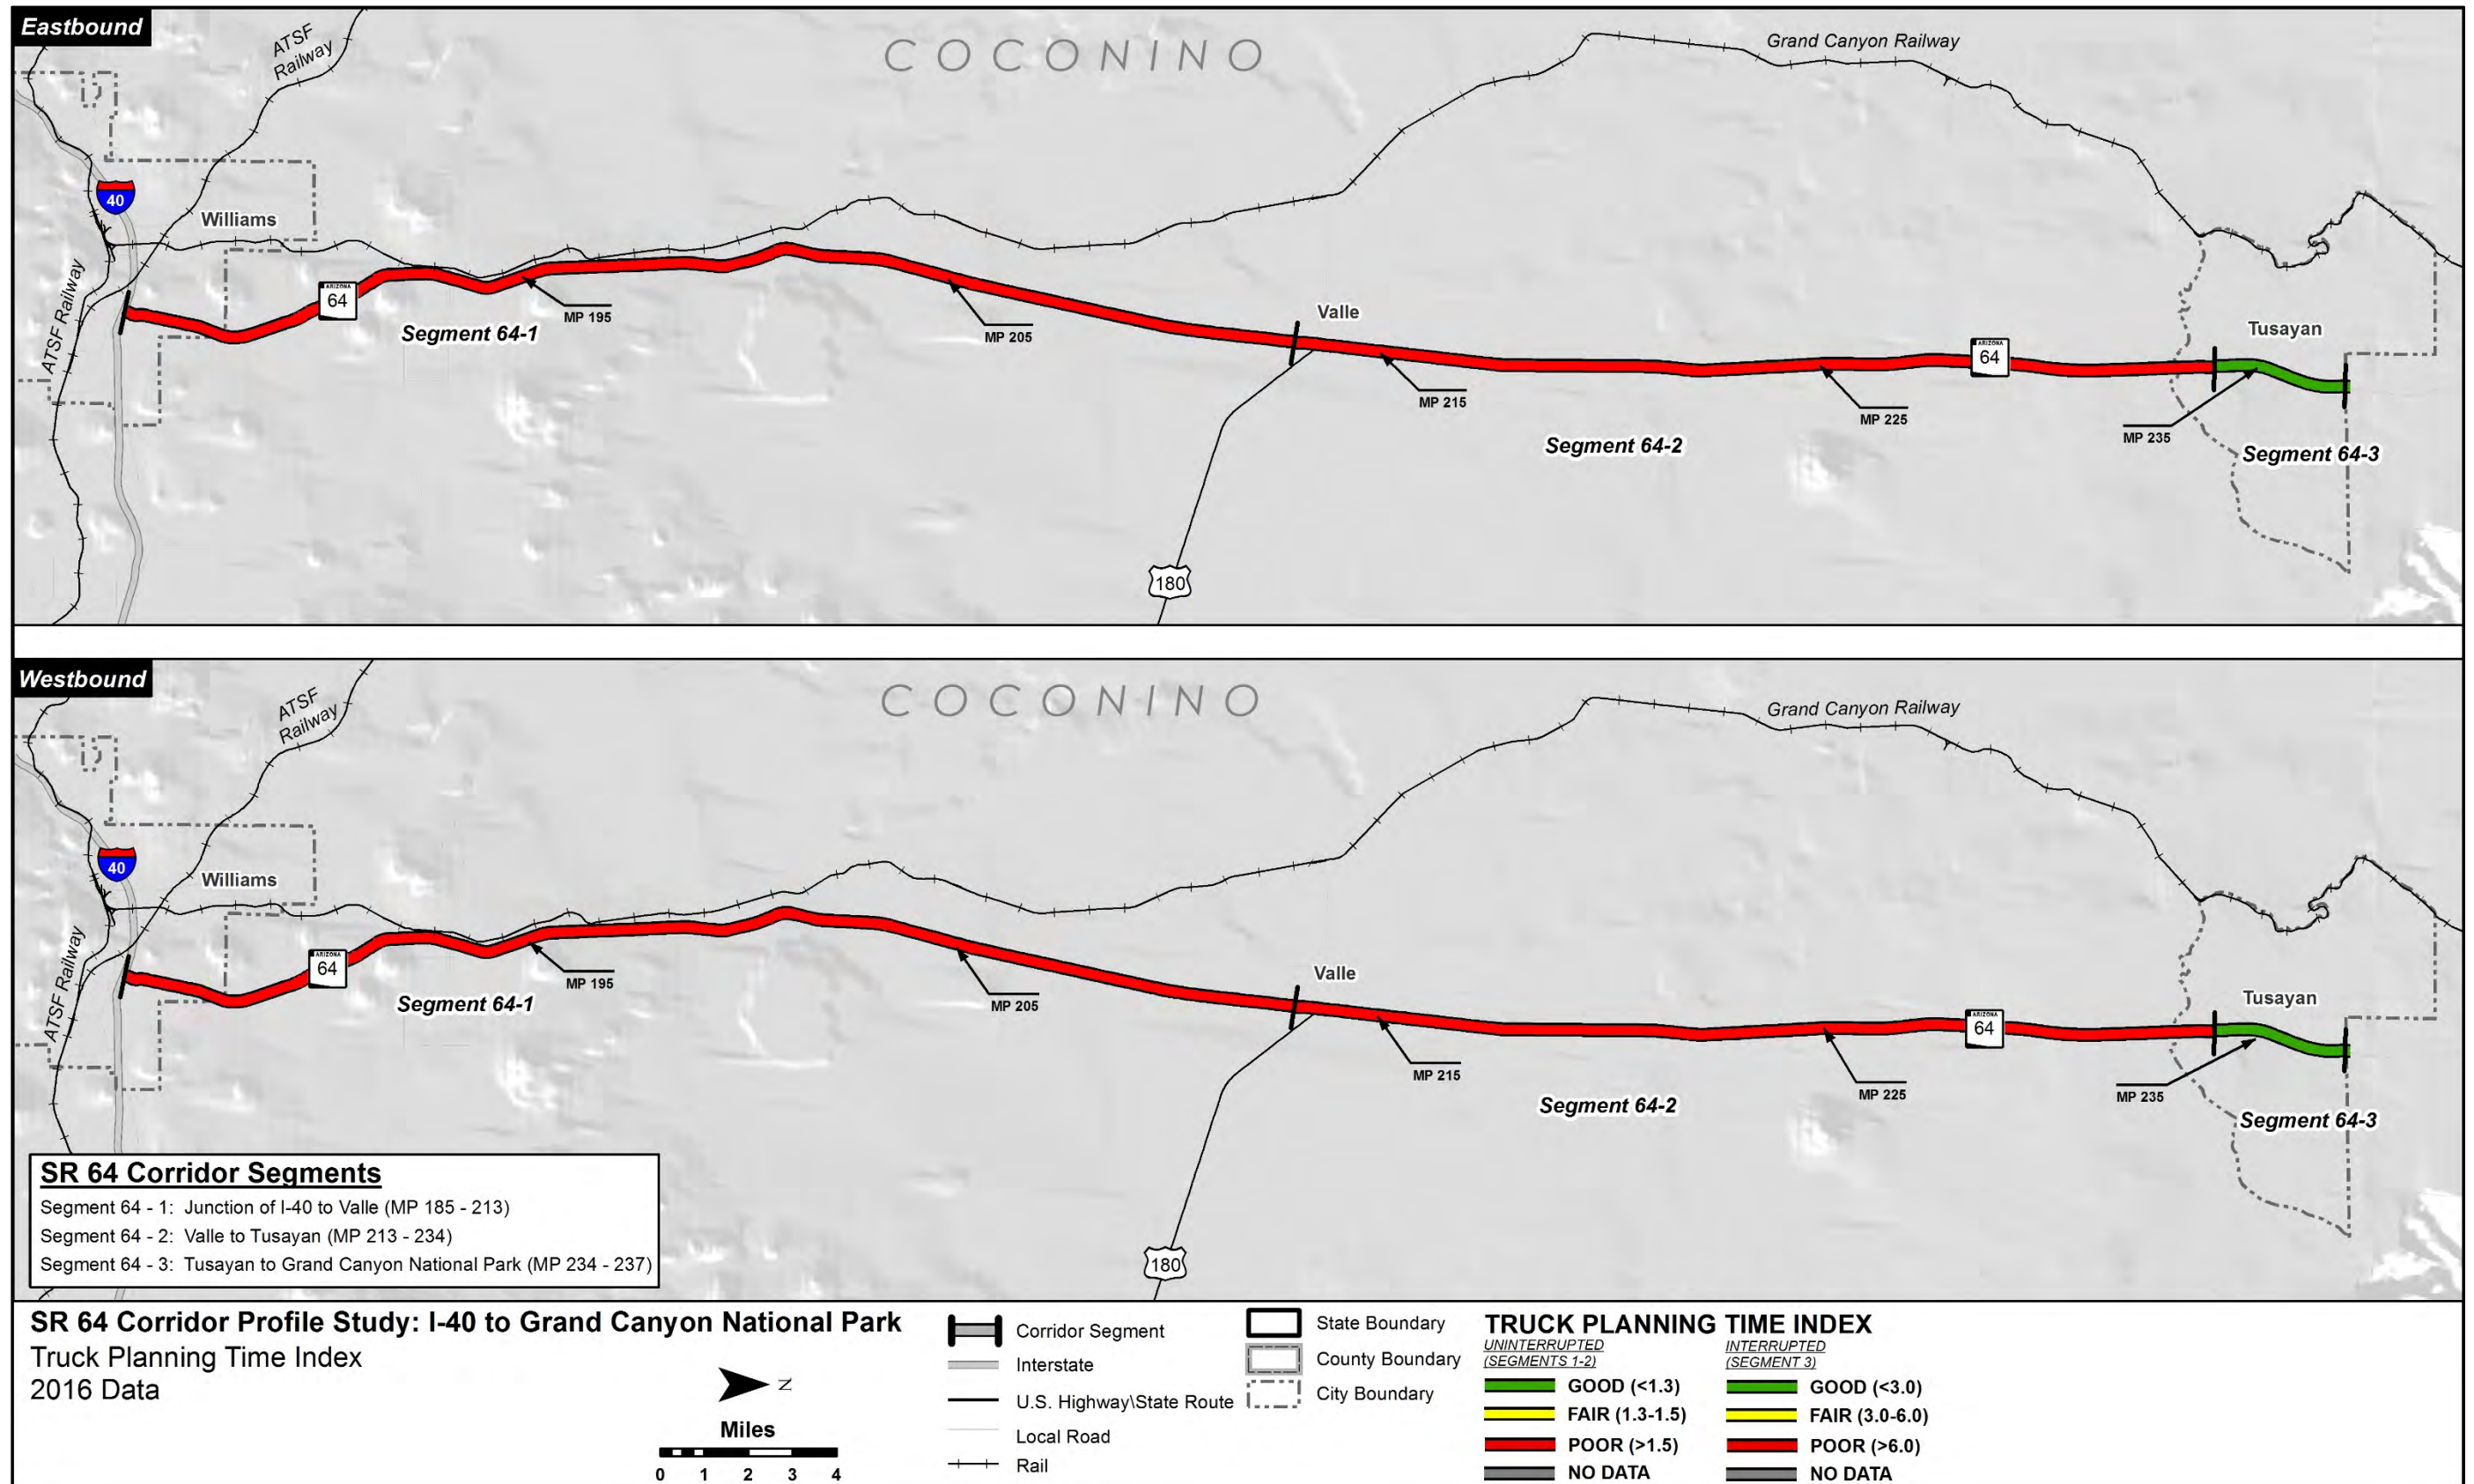 Eastbound
ATSF
Railway
COCONINO
Grand Canyon Railway
40
Williams
ATSF Railway
ARIZONA
64
Segment 64-1
MP 195
MP 205
Valle
MP 215
180
Segment 64-2
MP 225
ARIZONA
64
Tusayan
MP 235
Segment 64-3
Westbound
ATSF
Railway
COCONINO
Grand Canyon Railway
40
Williams
ATSF Railway
ARIZONA
64
Segment 64-1
MP 195
MP 205
Valle
MP 215
180
Segment 64-2
MP 225
ARIZONA
64
Tusayan
MP 235
Segment 64-3
SR 64 Corridor Segments
Segment 64 - 1: Junction of I-40 to Valle (MP 185 - 213)
Segment 64 - 2: Valle to Tusayan (MP 213 - 234)
Segment 64 - 3: Tusayan to Grand Canyon National Park (MP 234 - 237)
SR 64 Corridor Profile Study: I-40 to Grand Canyon National Park
Truck Planning Time Index
2016 Data
N
Miles
0 1 2 3 4
Corridor Segment
Interstate
U.S. Highway\State Route
Local Road
Rail
State Boundary
County Boundary
City Boundary
TRUCK PLANNING TIME INDEX
UNINTERRUPTED
(SEGMENTS 1-2)
GOOD (<1.3)
FAIR (1.3-1.5)
POOR (>1.5)
NO DATA
INTERRUPTED
(SEGMENT 3)
GOOD (<3.0)
FAIR (3.0-6.0)
POOR (>6.0)
NO DATA